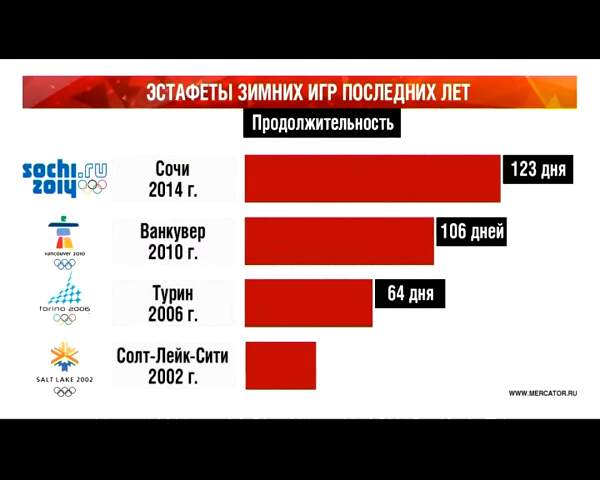 ЭСТАФЕТЫ ЗИМНИХ ИГР ПОСЛЕДНИХ ЛЕТ
Продолжительность
sochi.ru
2014
Сочи
2014 г.
123 дня
vancouver 2010
Ванкувер
2010 г.
106 дней
torino 2006
Турин
2006 г.
64 дня
SALT LAKE 2002
Солт-Лейк-Сити
2002 г.
WWW.MERCATOR.RU